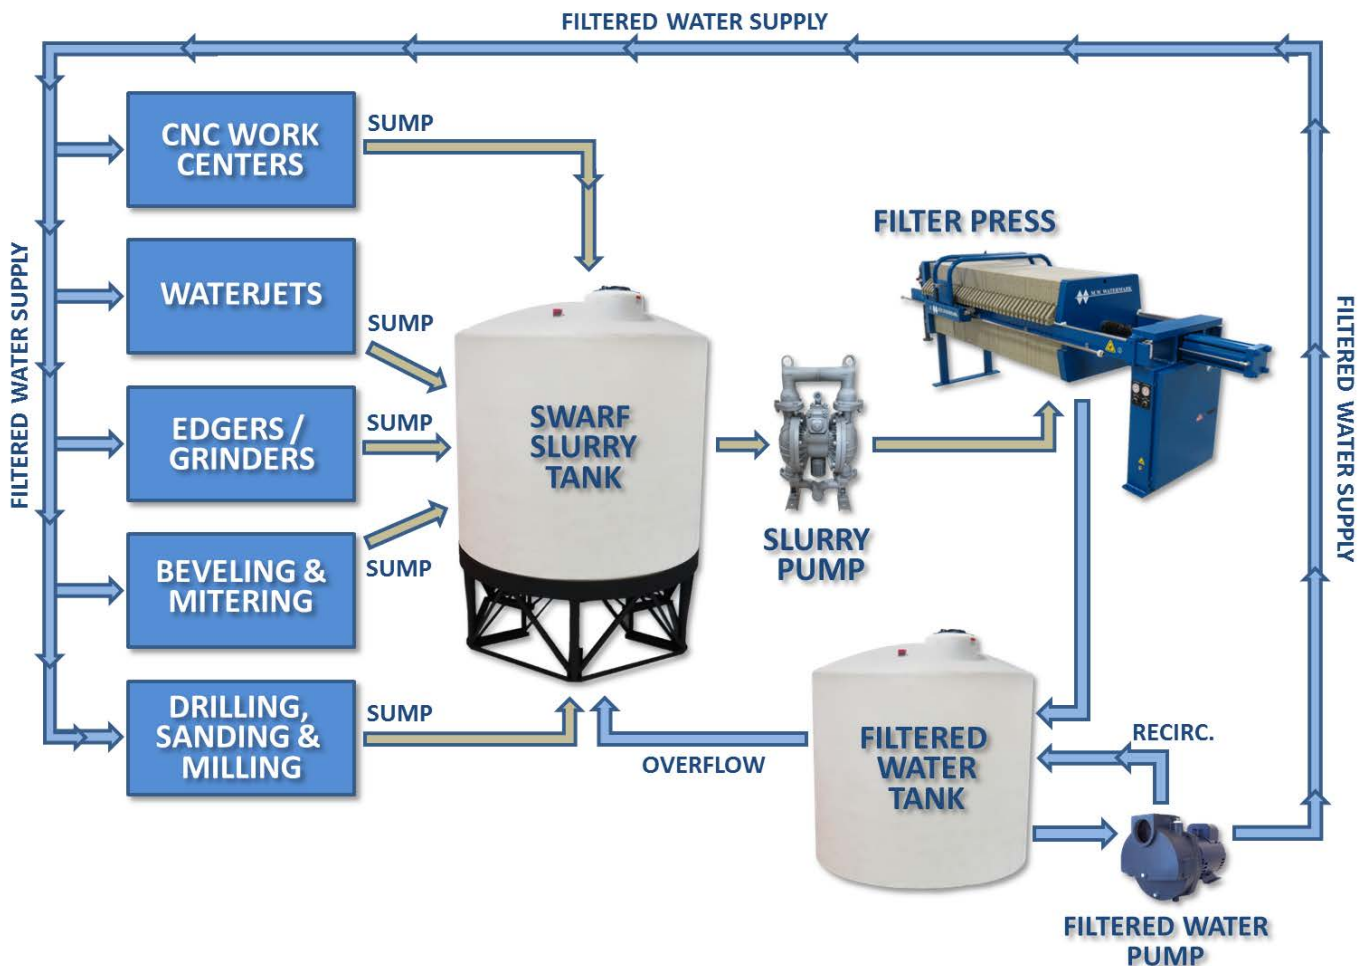 FILTERED WATER SUPPLY
CNC WORK
CENTERS
SUMP
WATERJETS
SUMP
EDGERS /
GRINDERS
SUMP
BEVELING &
MITERING
SUMP
DRILLING,
SANDING &
MILLING
SUMP
FILTERED WATER SUPPLY
SWARF
SLURRY
TANK
SLURRY
PUMP
FILTER PRESS
M.W. WATERMARK
OVERFLOW
FILTERED
WATER
TANK
RECIRC.
FILTERED WATER
PUMP
FILTERED WATER SUPPLY